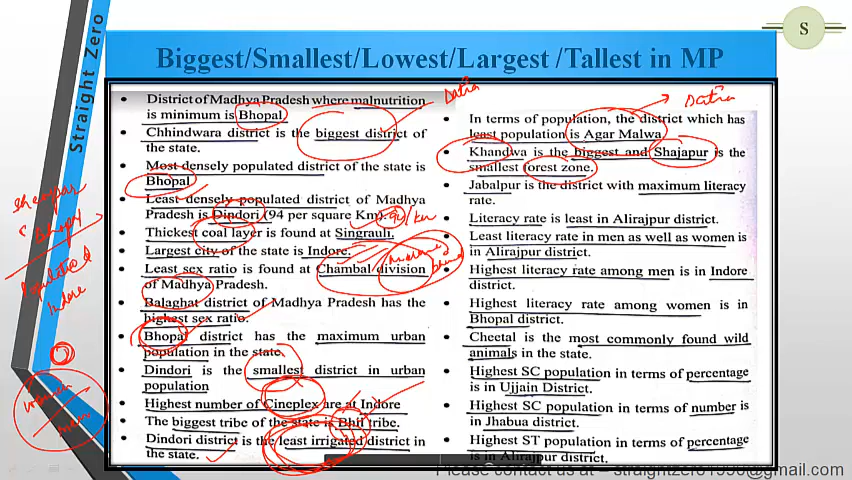 Straight Zero
S
Biggest/Smallest/Lowest/Largest /Tallest in MP
• District of Madhya Pradesh where malnutrition
is minimum is Bhopal
• Chhindwara district is the biggest district of
the state.
• Most densely populated district of the state is
Bhopal
• Least densely populated district of Madhya
Pradesh is Dindori (94 per square Km).
• Thickest coal layer is found at Singrauli.
• Largest city of the state is Indore.
• Least sex ratio is found at Chambal division
of Madhya Pradesh.
• Balaghat district of Madhya Pradesh has the
highest sex ratio.
• Bhopal district has the maximum urban
population in the state.
• Dindori is the smallest district in urban
population
• Highest number of Cineplex are at Indore
• The biggest tribe of the state is Bhil tribe.
• Dindori district is the least irrigated district in
the state.
• In terms of population, the district which has
least population is Agar Malwa
• Khandwa is the biggest and Shajapur is the
smallest forest zone.
• Jabalpur is the district with maximum literacy
rate.
• Literacy rate is least in Alirajpur district.
• Least literacy rate in men as well as women is
in Alirajpur district.
• Highest literacy rate among men is in Indore
district.
• Highest literacy rate among women is in
Bhopal district.
• Cheetal is the most commonly found wild
animals in the state.
• Highest SC population in terms of percentage
is in Ujjain District.
• Highest SC population in terms of number is
in Jhabua district.
• Highest ST population in terms of percentage
is in Alirajpur district.
Datia
Datia
94/km
Indore
women
men
Please contact us at – straightzero1990@gmail.com